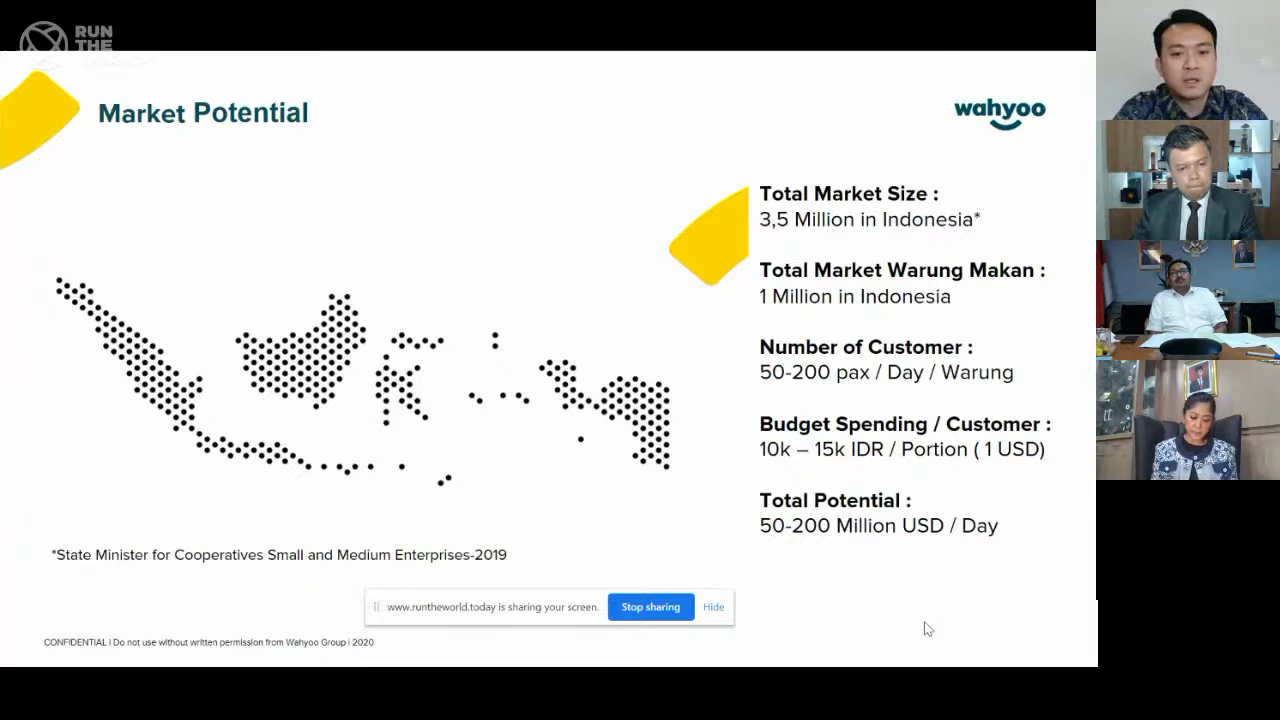 RUN
THE
Market Potential
wahyoo
Total Market Size :
3,5 Million in Indonesia*
Total Market Warung Makan :
1 Million in Indonesia
Number of Customer :
50-200 pax / Day / Warung
Budget Spending / Customer :
10k – 15k IDR / Portion ( 1 USD)
Total Potential :
50-200 Million USD / Day
*State Minister for Cooperatives Small and Medium Enterprises-2019
www.runtheworld.today is sharing your screen.
Stop sharing
Hide
CONFIDENTIAL | Do not use without written permission from Wahyoo Group | 2020